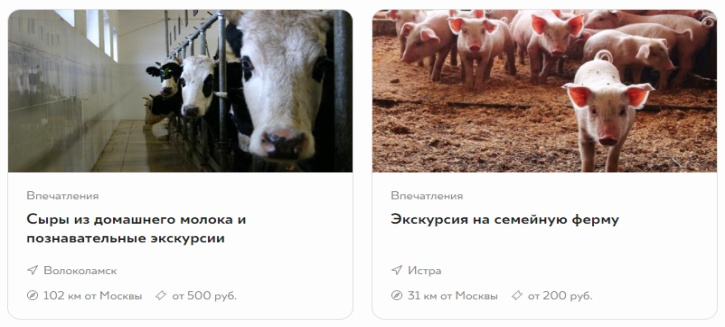 Впечатления
Сыры из домашнего молока и
познавательные экскурсии
Волоколамск
102 км от Москвы от 500 руб.
Впечатления
Экскурсия на семейную ферму
Истра
31 км от Москвы от 200 руб.